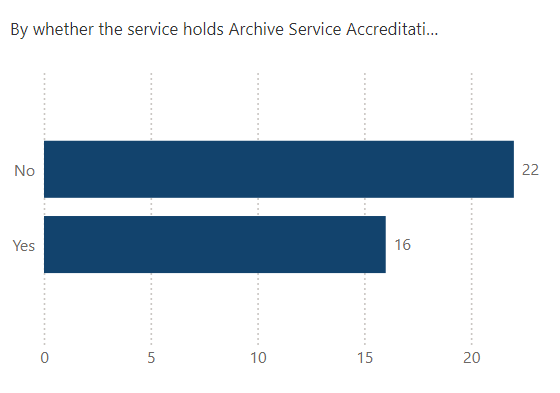 By whether the service holds Archive Service Accreditati...
No 22
Yes 16
0 5 10 15 20